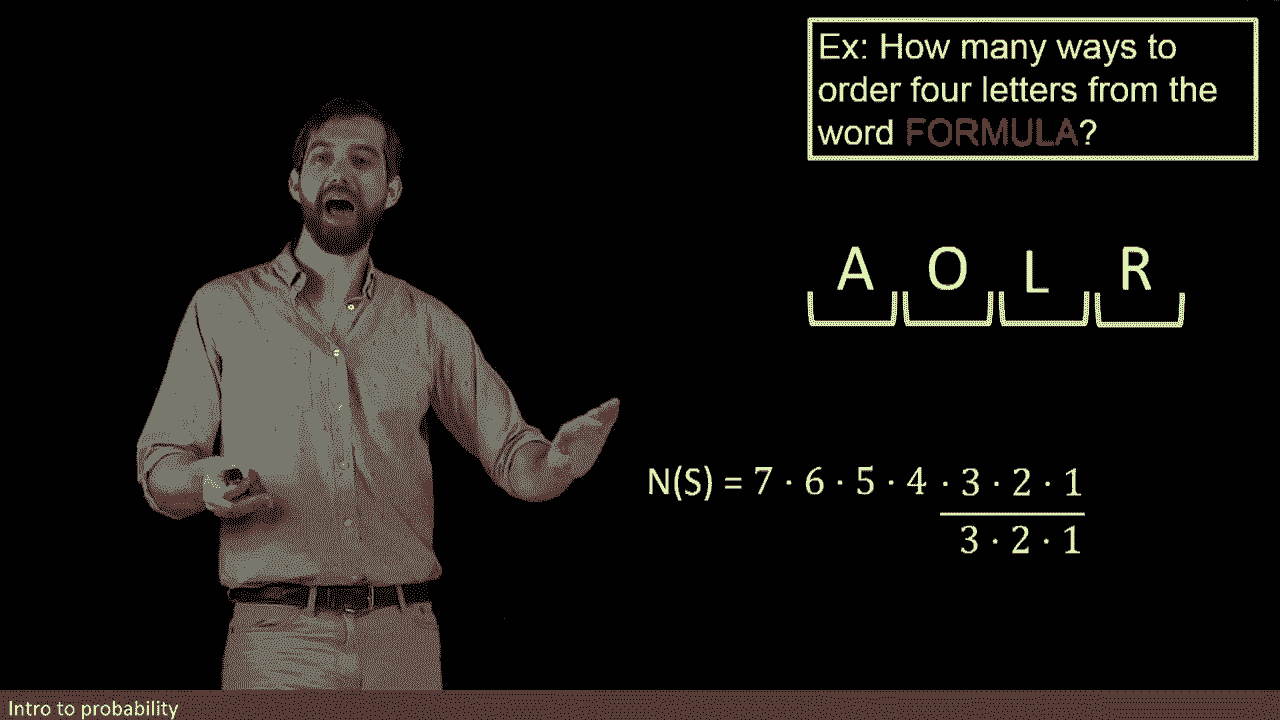 Ex: How many ways to
order four letters from the
word FORMULA?
A O L R
N(S) = 7 · 6 · 5 · 4 · 3 · 2 · 1
3 · 2 · 1
Intro to probability